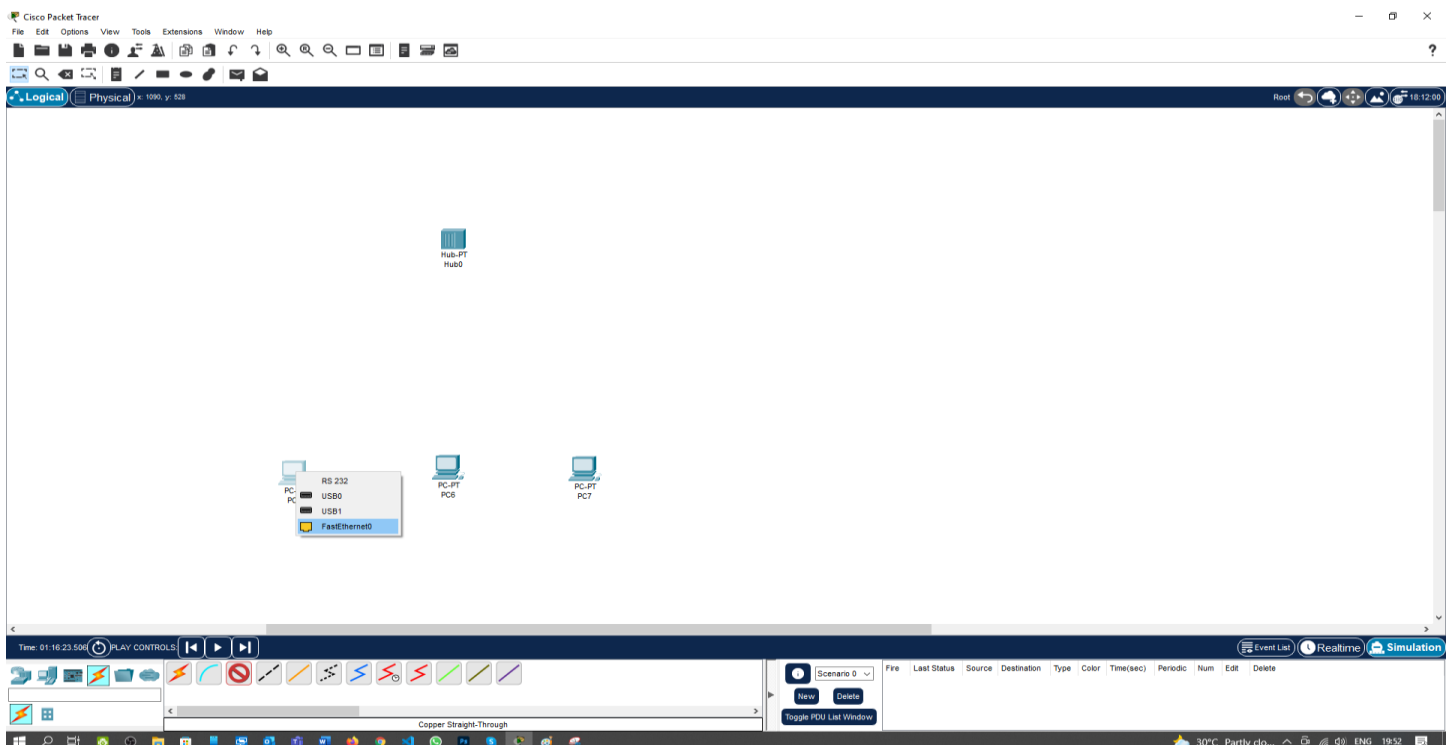 Cisco Packet Tracer
File Edit Options View Tools Extensions Window Help
?
Logical Physical x: 1090, y: 528 Root 18:12:00
Hub-PT
Hub0
RS 232
USB0
USB1
FastEthernet0
PC-PT
PC6
PC-PT
PC7
Time: 01:16:23.506 PLAY CONTROLS: Event List Realtime Simulation
Scenario 0 Fire Last Status Source Destination Type Color Time(sec) Periodic Num Edit Delete
New Delete
Toggle PDU List Window
Copper Straight-Through
30°C Partly clo... ENG 19:52